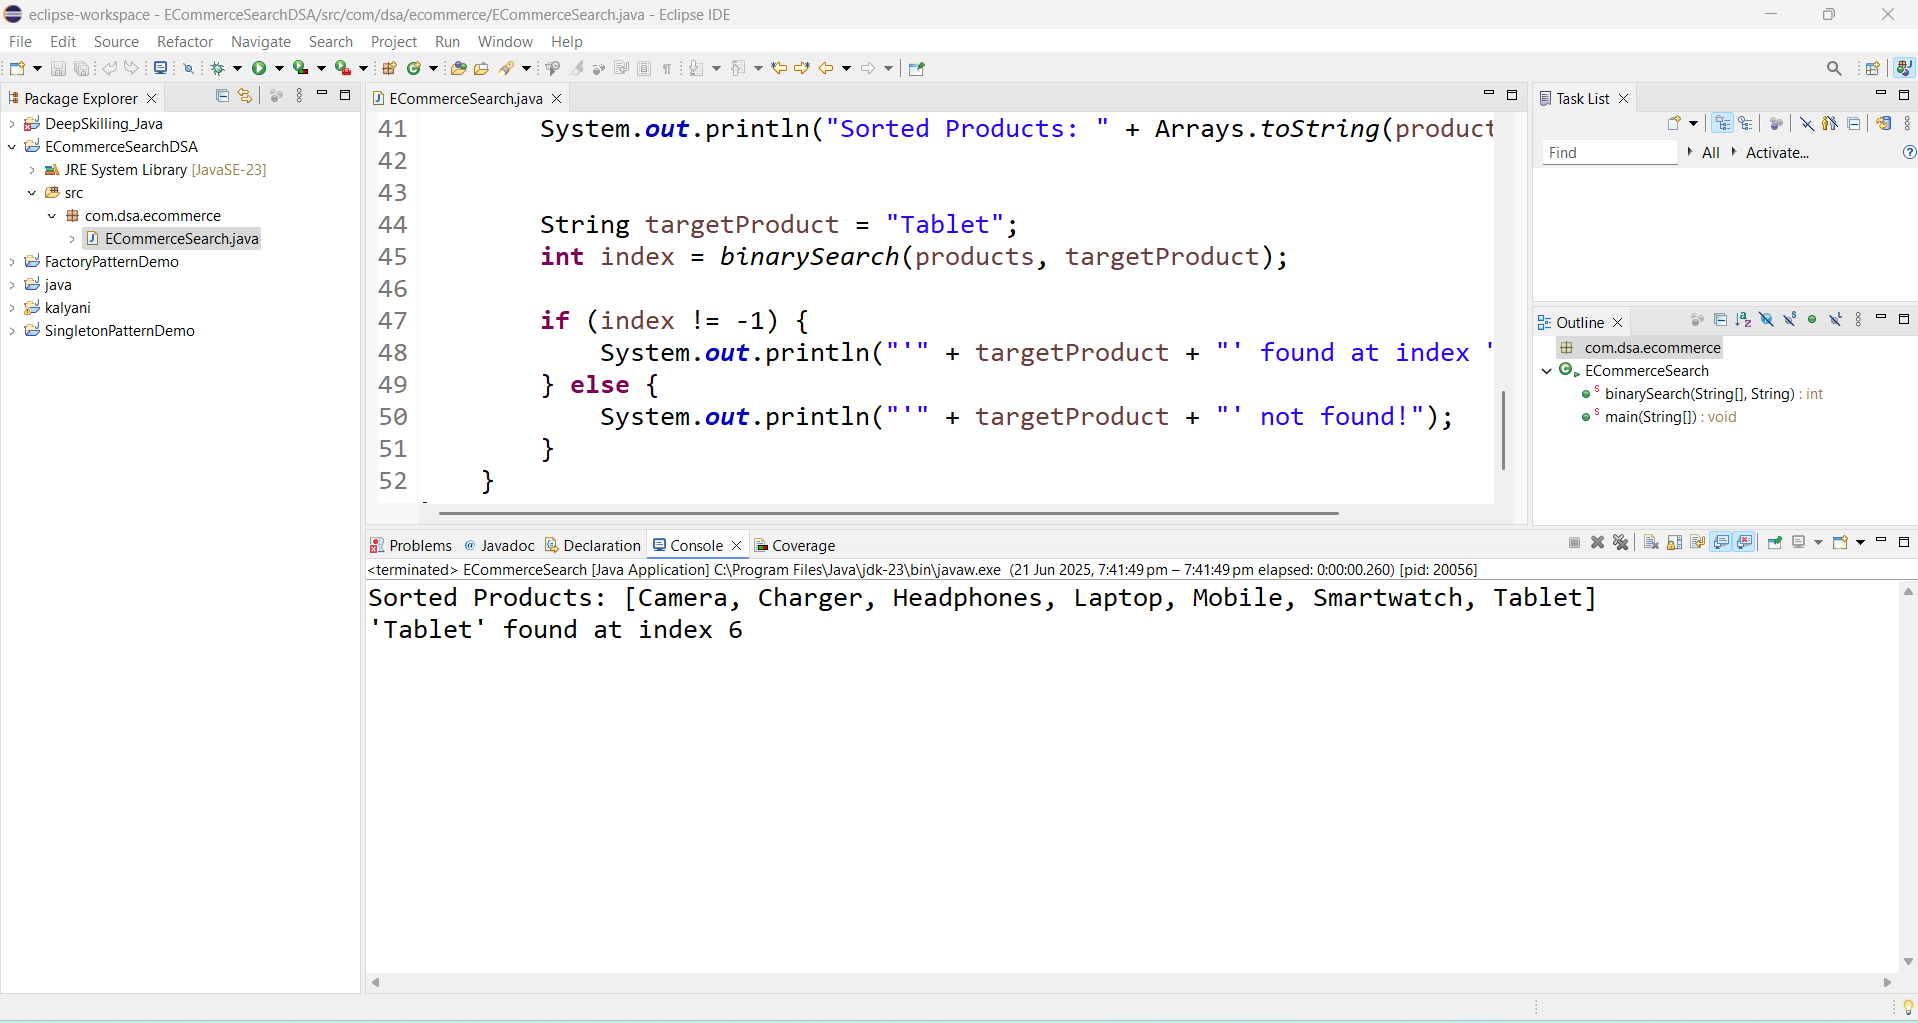 eclipse-workspace - ECommerceSearchDSA/src/com/dsa/ecommerce/ECommerceSearch.java - Eclipse IDE
File Edit Source Refactor Navigate Search Project Run Window Help
Package Explorer
DeepSkilling_Java
ECommerceSearchDSA
JRE System Library [JavaSE-23]
src
com.dsa.ecommerce
ECommerceSearch.java
FactoryPatternDemo
java
kalyani
SingletonPatternDemo
ECommerceSearch.java
41 System.out.println("Sorted Products: " + Arrays.toString(product
42
43
44 String targetProduct = "Tablet";
45 int index = binarySearch(products, targetProduct);
46
47 if (index != -1) {
48 System.out.println("'" + targetProduct + "' found at index "
49 } else {
50 System.out.println("'" + targetProduct + "' not found!");
51 }
52 }
Task List
Find All Activate...
Outline
com.dsa.ecommerce
ECommerceSearch
binarySearch(String[], String) : int
main(String[]) : void
Problems Javadoc Declaration Console Coverage
<terminated> ECommerceSearch [Java Application] C:\Program Files\Java\jdk-23\bin\javaw.exe (21 Jun 2025, 7:41:49 pm – 7:41:49 pm elapsed: 0:00:00.260) [pid: 20056]
Sorted Products: [Camera, Charger, Headphones, Laptop, Mobile, Smartwatch, Tablet]
'Tablet' found at index 6